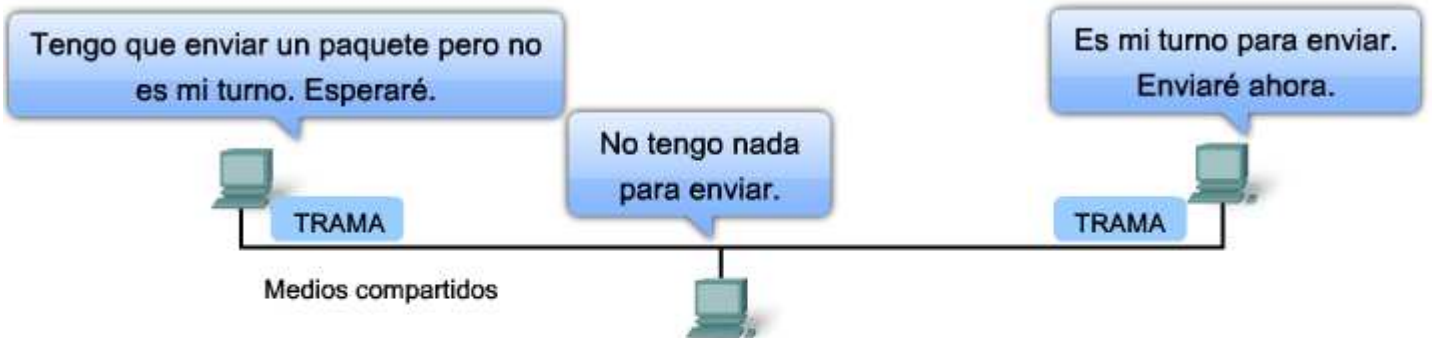 Tengo que enviar un paquete pero no
es mi turno. Esperaré.
Es mi turno para enviar.
Enviaré ahora.
No tengo nada
para enviar.
TRAMA
TRAMA
Medios compartidos